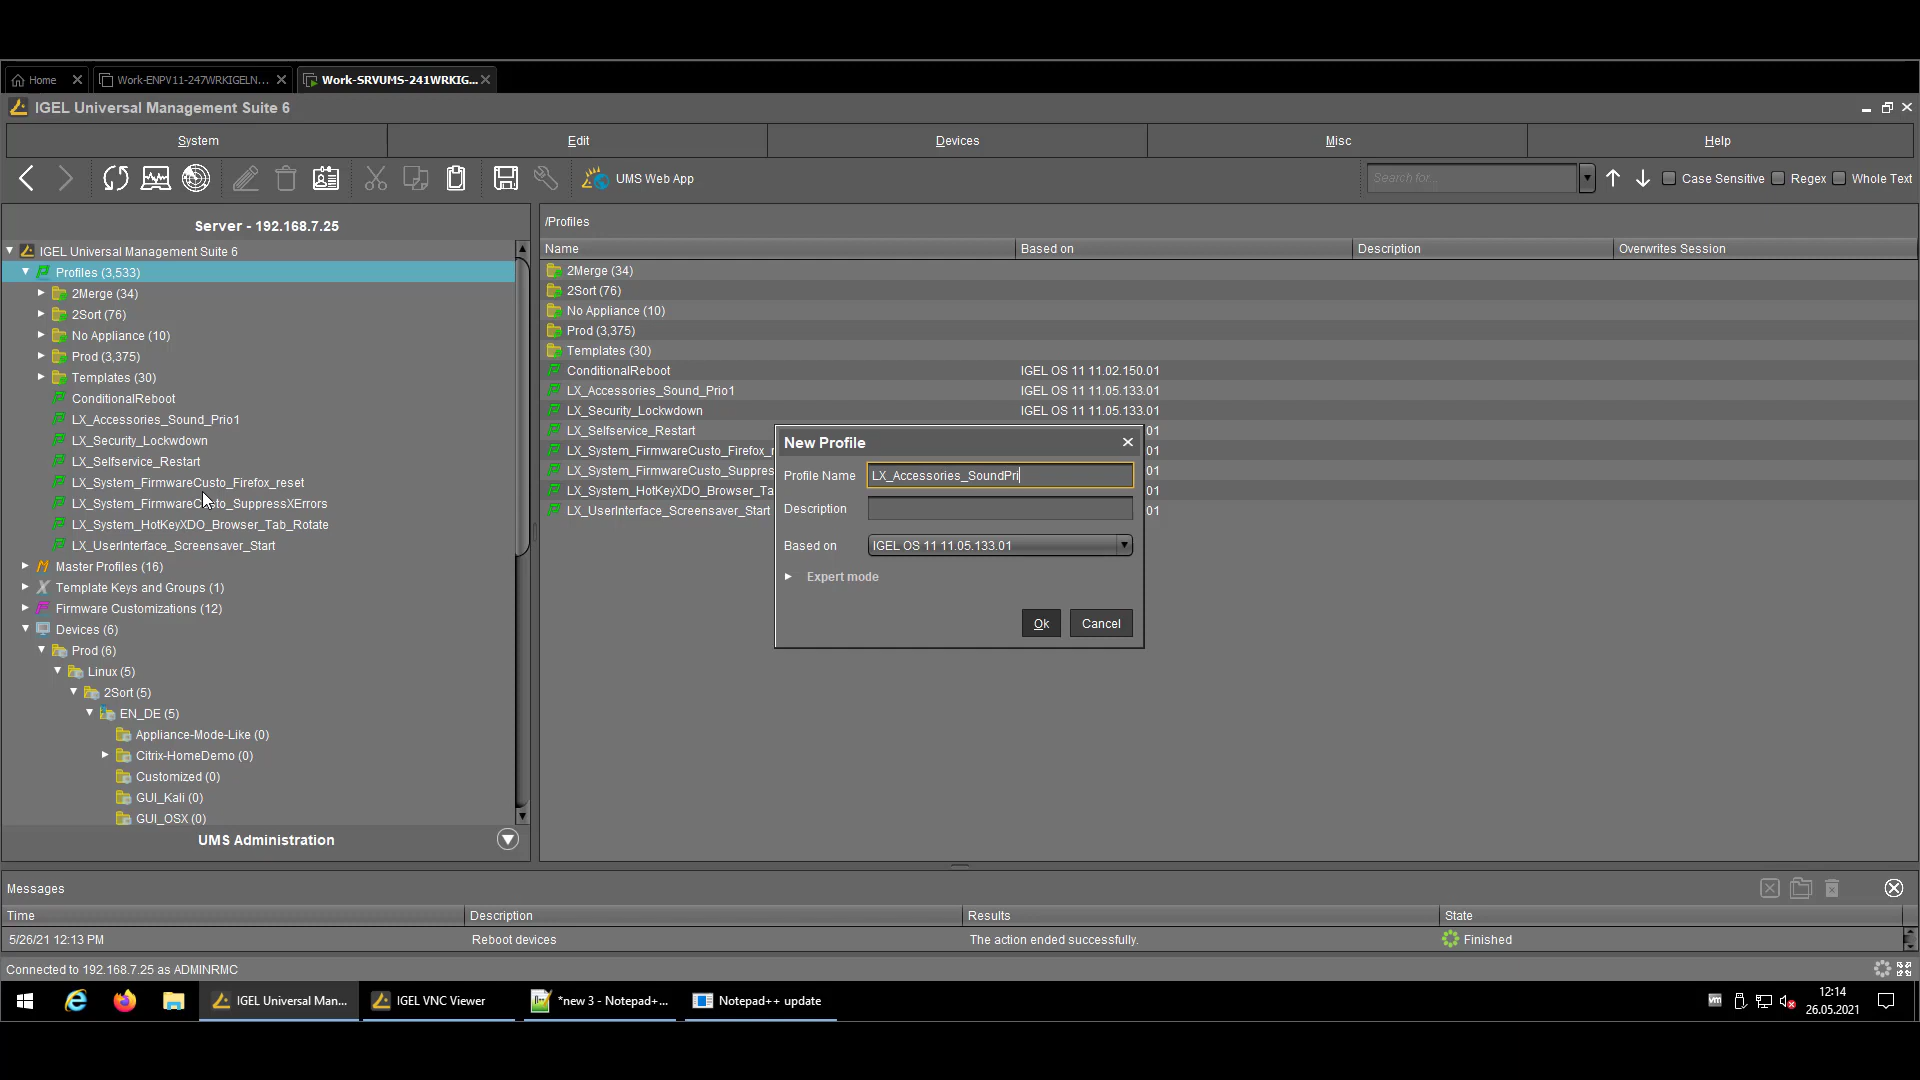 Home
Work-ENPV11-247WRKIGELN...
Work-SRVUMS-241WRKIG...
IGEL Universal Management Suite 6
System Edit Devices Misc Help
UMS Web App
Search for...
Case Sensitive Regex Whole Text
Server - 192.168.7.25
IGEL Universal Management Suite 6
Profiles (3,533)
2Merge (34)
2Sort (76)
No Appliance (10)
Prod (3,375)
Templates (30)
ConditionalReboot
LX_Accessories_Sound_Prio1
LX_Security_Lockdown
LX_Selfservice_Restart
LX_System_FirmwareCusto_Firefox_reset
LX_System_FirmwareCusto_SuppressXErrors
LX_System_HotKeyXDO_Browser_Tab_Rotate
LX_UserInterface_Screensaver_Start
Master Profiles (16)
Template Keys and Groups (1)
Firmware Customizations (12)
Devices (6)
Prod (6)
Linux (5)
2Sort (5)
EN_DE (5)
Appliance-Mode-Like (0)
Citrix-HomeDemo (0)
Customized (0)
GUI_Kali (0)
GUI_OSX (0)
UMS Administration
/Profiles
Name Based on Description Overwrites Session
2Merge (34)
2Sort (76)
No Appliance (10)
Prod (3,375)
Templates (30)
ConditionalReboot IGEL OS 11 11.02.150.01
LX_Accessories_Sound_Prio1 IGEL OS 11 11.05.133.01
LX_Security_Lockdown IGEL OS 11 11.05.133.01
LX_Selfservice_Restart 01
LX_System_FirmwareCusto_Firefox_r 01
LX_System_FirmwareCusto_Suppres 01
LX_System_HotKeyXDO_Browser_Ta 01
LX_UserInterface_Screensaver_Start 01
New Profile
Profile Name LX_Accessories_SoundPri
Description
Based on IGEL OS 11 11.05.133.01
Expert mode
Ok Cancel
Messages
Time Description Results State
5/26/21 12:13 PM Reboot devices The action ended successfully. Finished
Connected to 192.168.7.25 as ADMINRMC
IGEL Universal Man...
IGEL VNC Viewer
*new 3 - Notepad+...
Notepad++ update
vm
12:14
26.05.2021